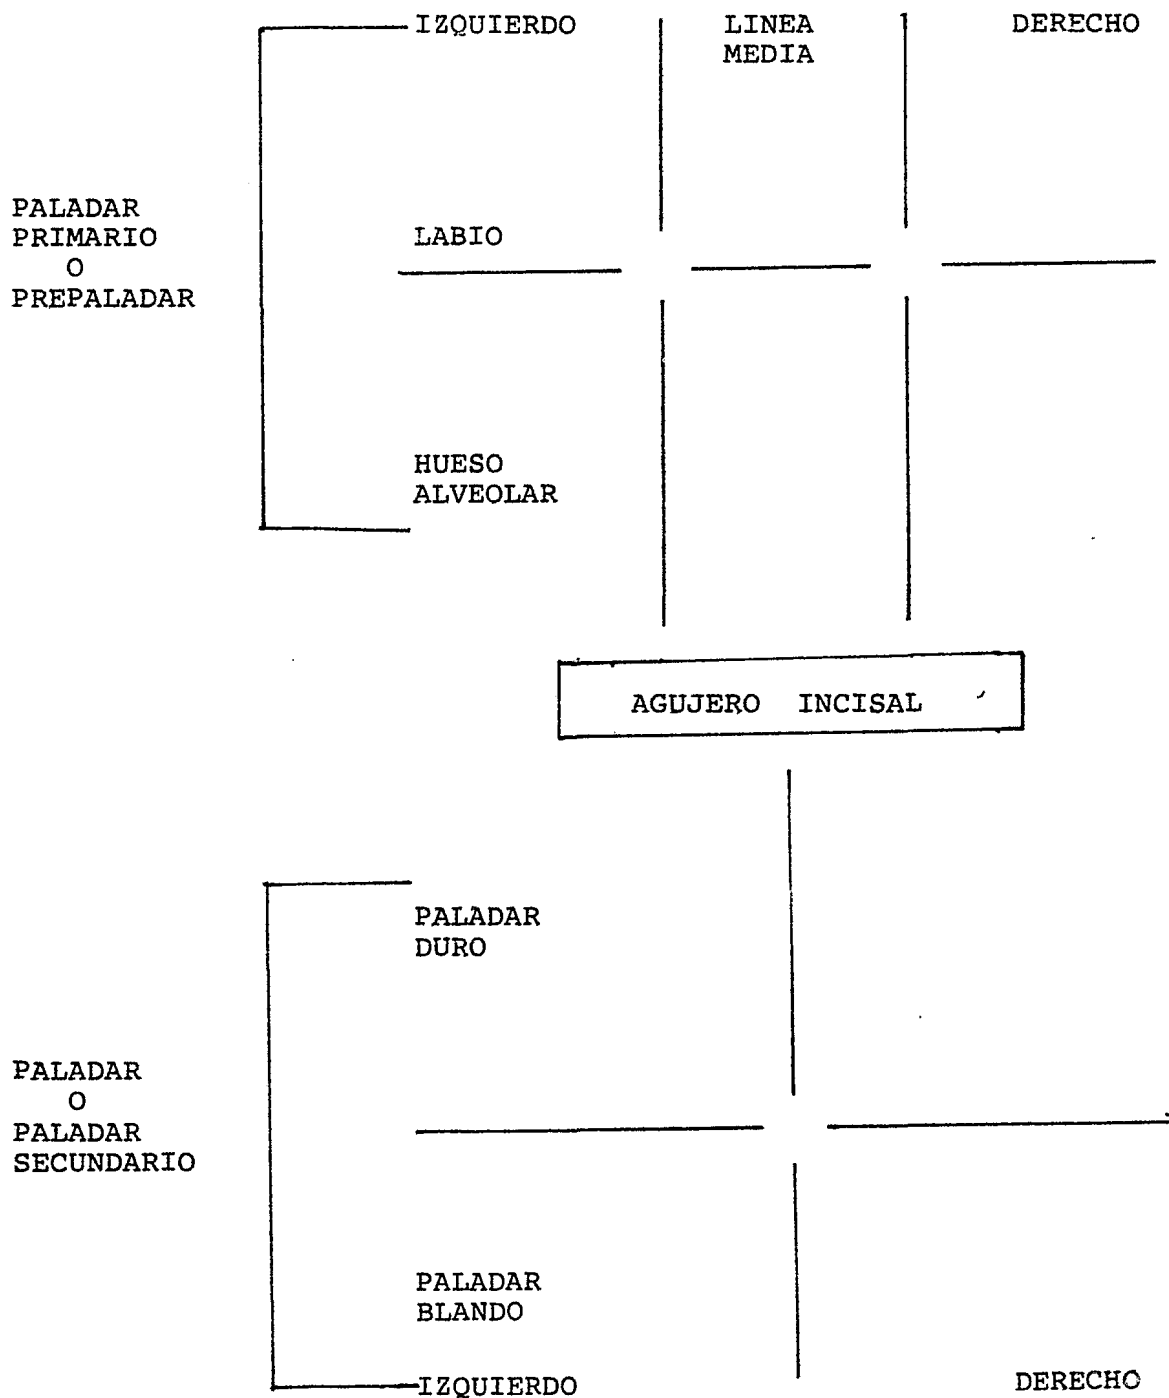 IZQUIERDO
LINEA
MEDIA
DERECHO
PALADAR
PRIMARIO
O
PREPALADAR
LABIO
HUESO
ALVEOLAR
AGUJERO INCISAL
PALADAR
DURO
PALADAR
O
PALADAR
SECUNDARIO
PALADAR
BLANDO
IZQUIERDO
DERECHO